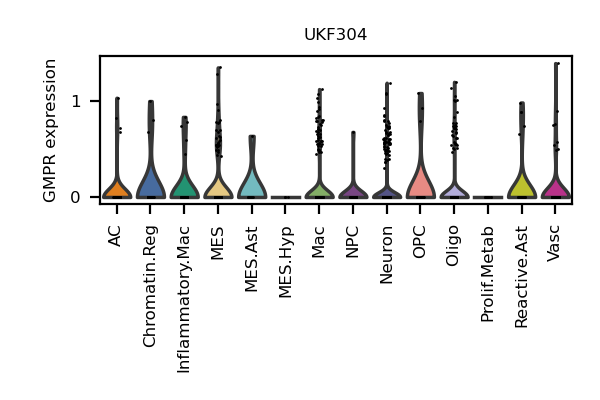 UKF304
GMPR expression
1
0
AC
Chromatin.Reg
Inflammatory.Mac
MES
MES.Ast
MES.Hyp
Mac
NPC
Neuron
OPC
Oligo
Prolif.Metab
Reactive.Ast
Vasc